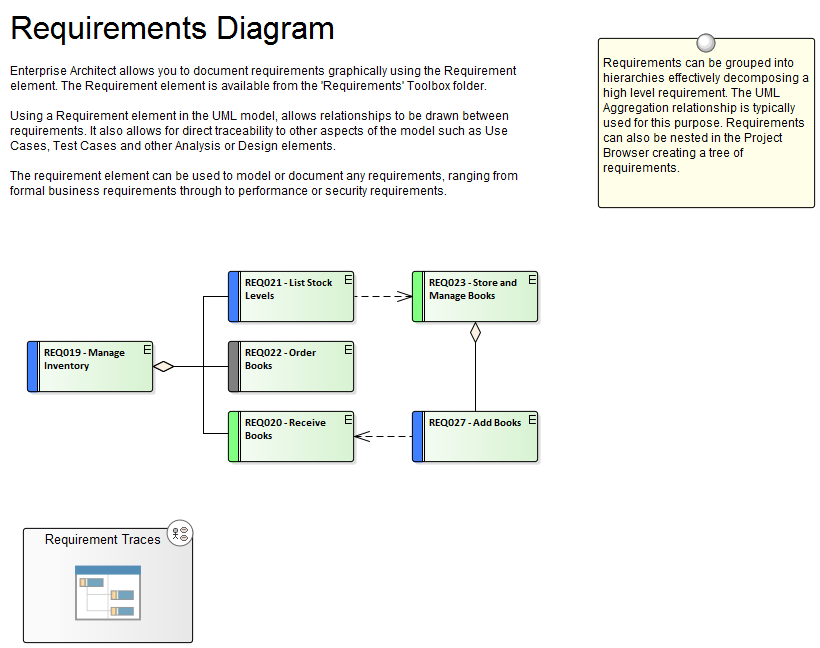 Requirements Diagram
Enterprise Architect allows you to document requirements graphically using the Requirement
element. The Requirement element is available from the 'Requirements' Toolbox folder.
Using a Requirement element in the UML model, allows relationships to be drawn between
requirements. It also allows for direct traceability to other aspects of the model such as Use
Cases, Test Cases and other Analysis or Design elements.
The requirement element can be used to model or document any requirements, ranging from
formal business requirements through to performance or security requirements.
Requirements can be grouped into
hierarchies effectively decomposing a
high level requirement. The UML
Aggregation relationship is typically
used for this purpose. Requirements
can also be nested in the Project
Browser creating a tree of
requirements.
REQ021 - List Stock
Levels
E
REQ023 - Store and
Manage Books
E
REQ019 - Manage
Inventory
E
REQ022 - Order
Books
E
REQ020 - Receive
Books
E
REQ027 - Add Books
E
Requirement Traces